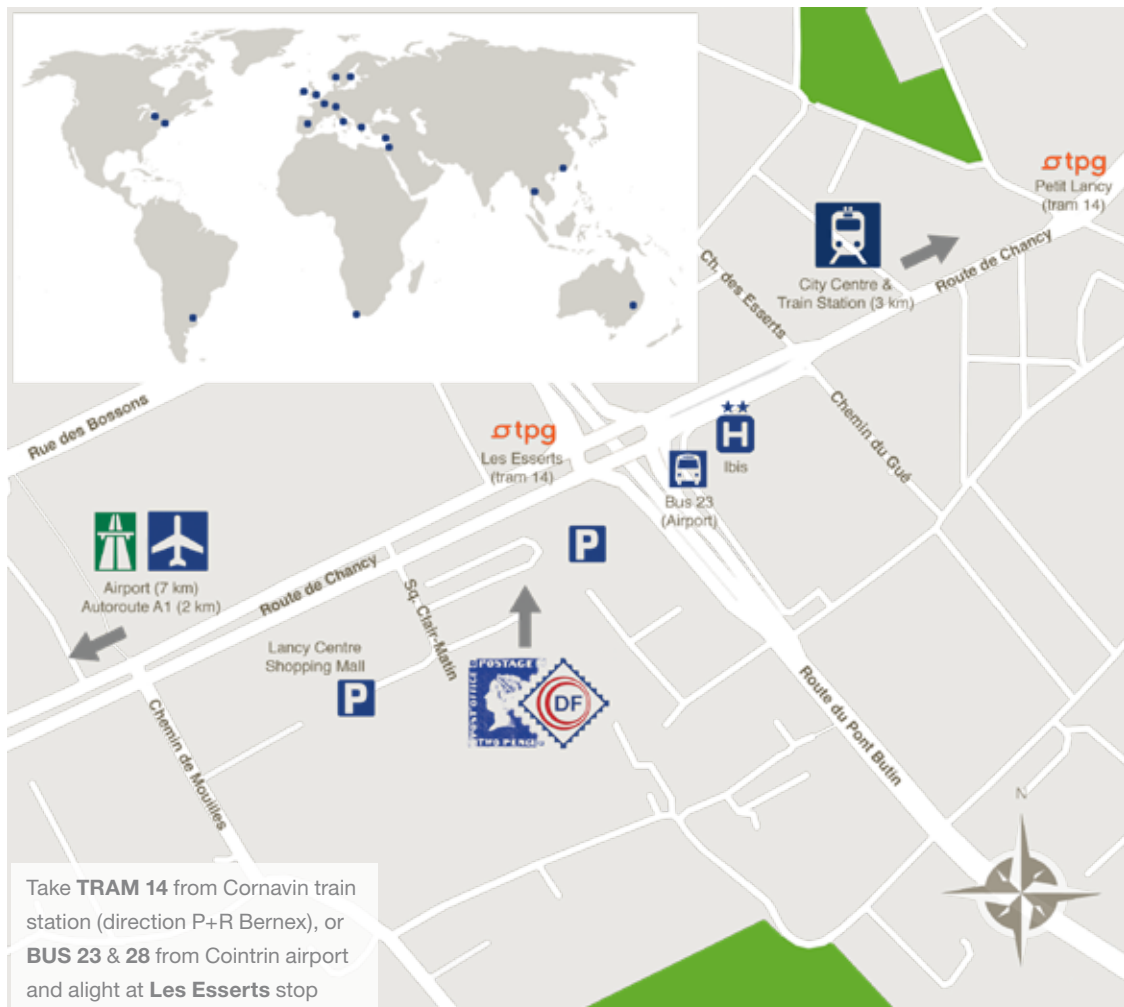 tpg
Petit Lancy
(tram 14)
City Centre &
Train Station (3 km)
Route de Chancy
Ch. des Esserts
Chemin du Gué
Rue des Bossons
tpg
Les Esserts
(tram 14)
H
Ibis
Bus 23
(Airport)
P
Airport (7 km)
Autoroute A1 (2 km)
Route de Chancy
Sq. Clair-Matin
Lancy Centre
Shopping Mall
P
POSTAGE
POST OFFICE
TWO PENCE
DF
Chemin de Mouilles
Route du Pont Butin
N
Take TRAM 14 from Cornavin train
station (direction P+R Bernex), or
BUS 23 & 28 from Cointrin airport
and alight at Les Esserts stop